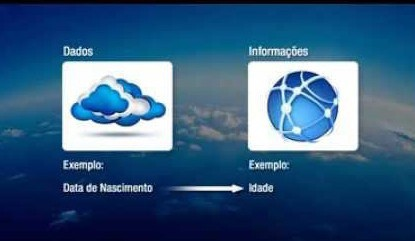 Dados
Informações
Exemplo:
Exemplo:
Data de Nascimento
Idade